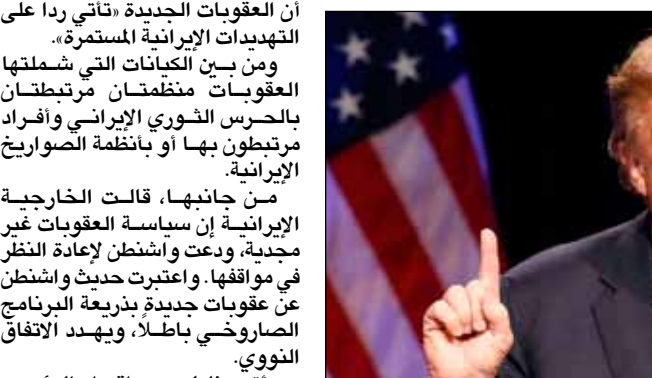 أن العقوبات الجديدة «تأتي ردا على
التهديدات الإيرانية المستمرة».
ومن بين الكيانات التي شملتها
العقوبات منظمتان مرتبطتان
بالحرس الثوري الإيراني وأفراد
مرتبطون بها أو بأنظمة الصواريخ
الإيرانية.
من جانبها، قالت الخارجية
الإيرانية إن سياسة العقوبات غير
مجدية، ودعت واشنطن لإعادة النظر
في مواقفها. واعتبرت حديث واشنطن
عن عقوبات جديدة بذريعة البرنامج
الصاروخي باطلاً، ويهدد الاتفاق
النووي.